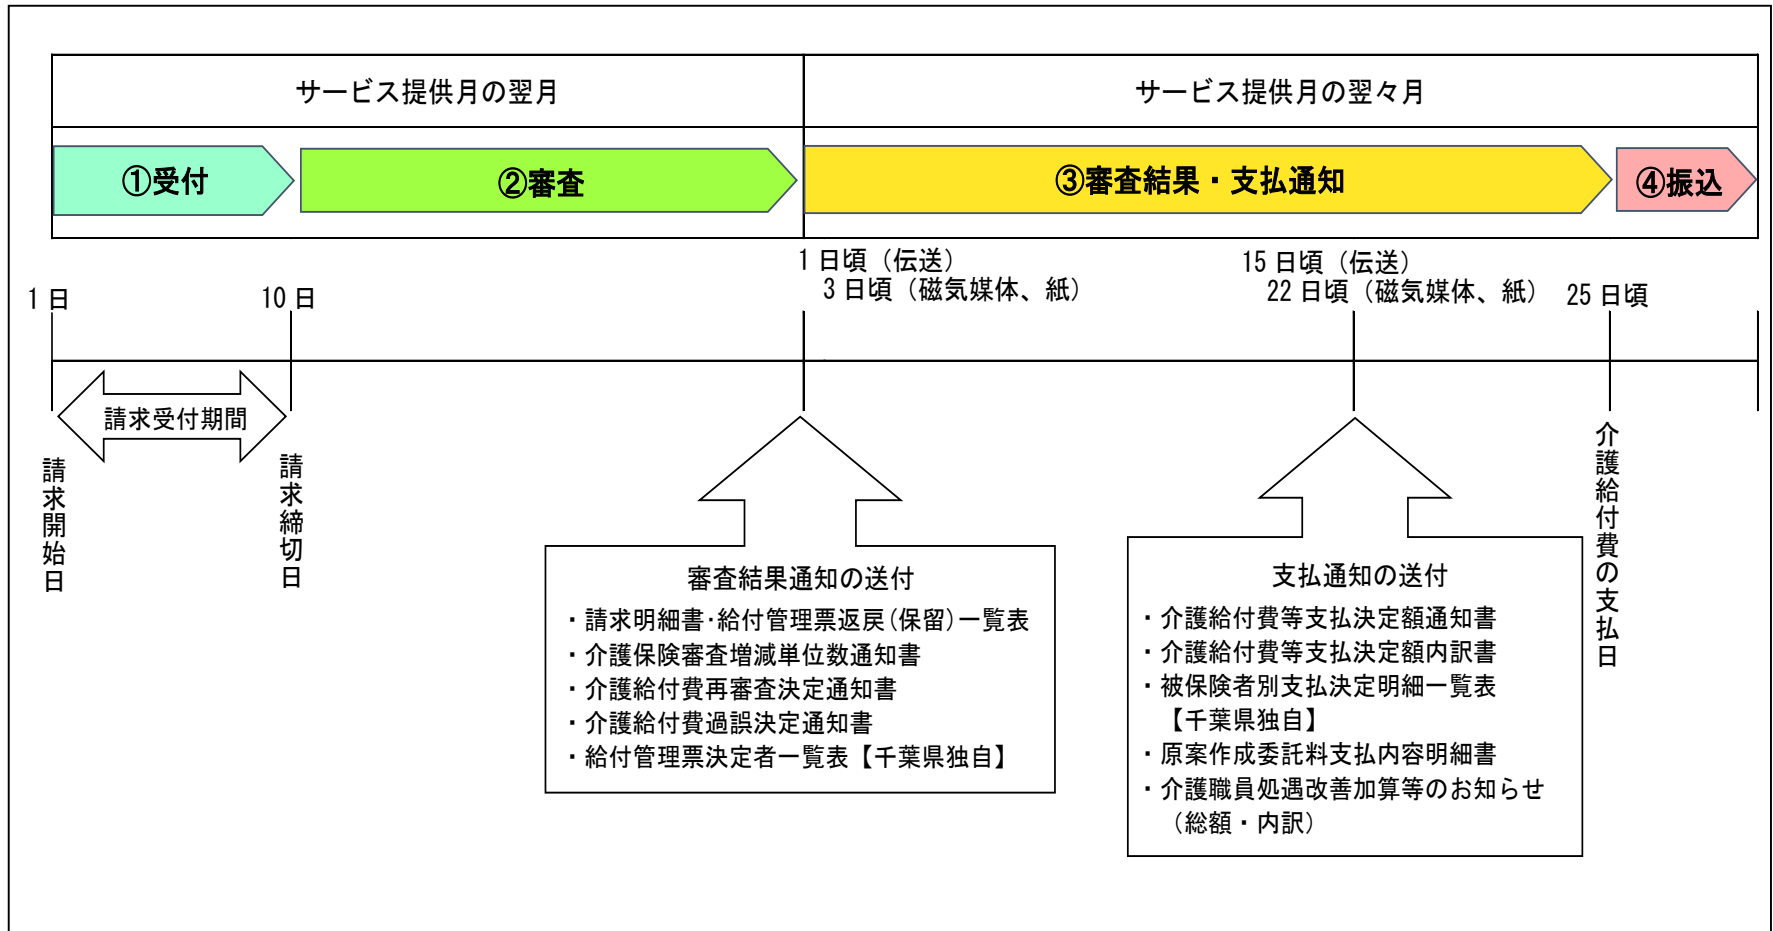 サービス提供月の翌月
サービス提供月の翌々月
①受付
②審査
③審査結果・支払通知
④振込
1日頃（伝送）
3日頃（磁気媒体、紙）
15日頃（伝送）
22日頃（磁気媒体、紙）
25日頃
1日
10日
請求受付期間
請求開始日
請求締切日
介護給付費の支払日
審査結果通知の送付
・請求明細書・給付管理票返戻(保留)一覧表
・介護保険審査増減単位数通知書
・介護給付費再審査決定通知書
・介護給付費過誤決定通知書
・給付管理票決定者一覧表【千葉県独自】
支払通知の送付
・介護給付費等支払決定額通知書
・介護給付費等支払決定額内訳書
・被保険者別支払決定明細一覧表
【千葉県独自】
・原案作成委託料支払内容明細書
・介護職員処遇改善加算等のお知らせ
（総額・内訳）